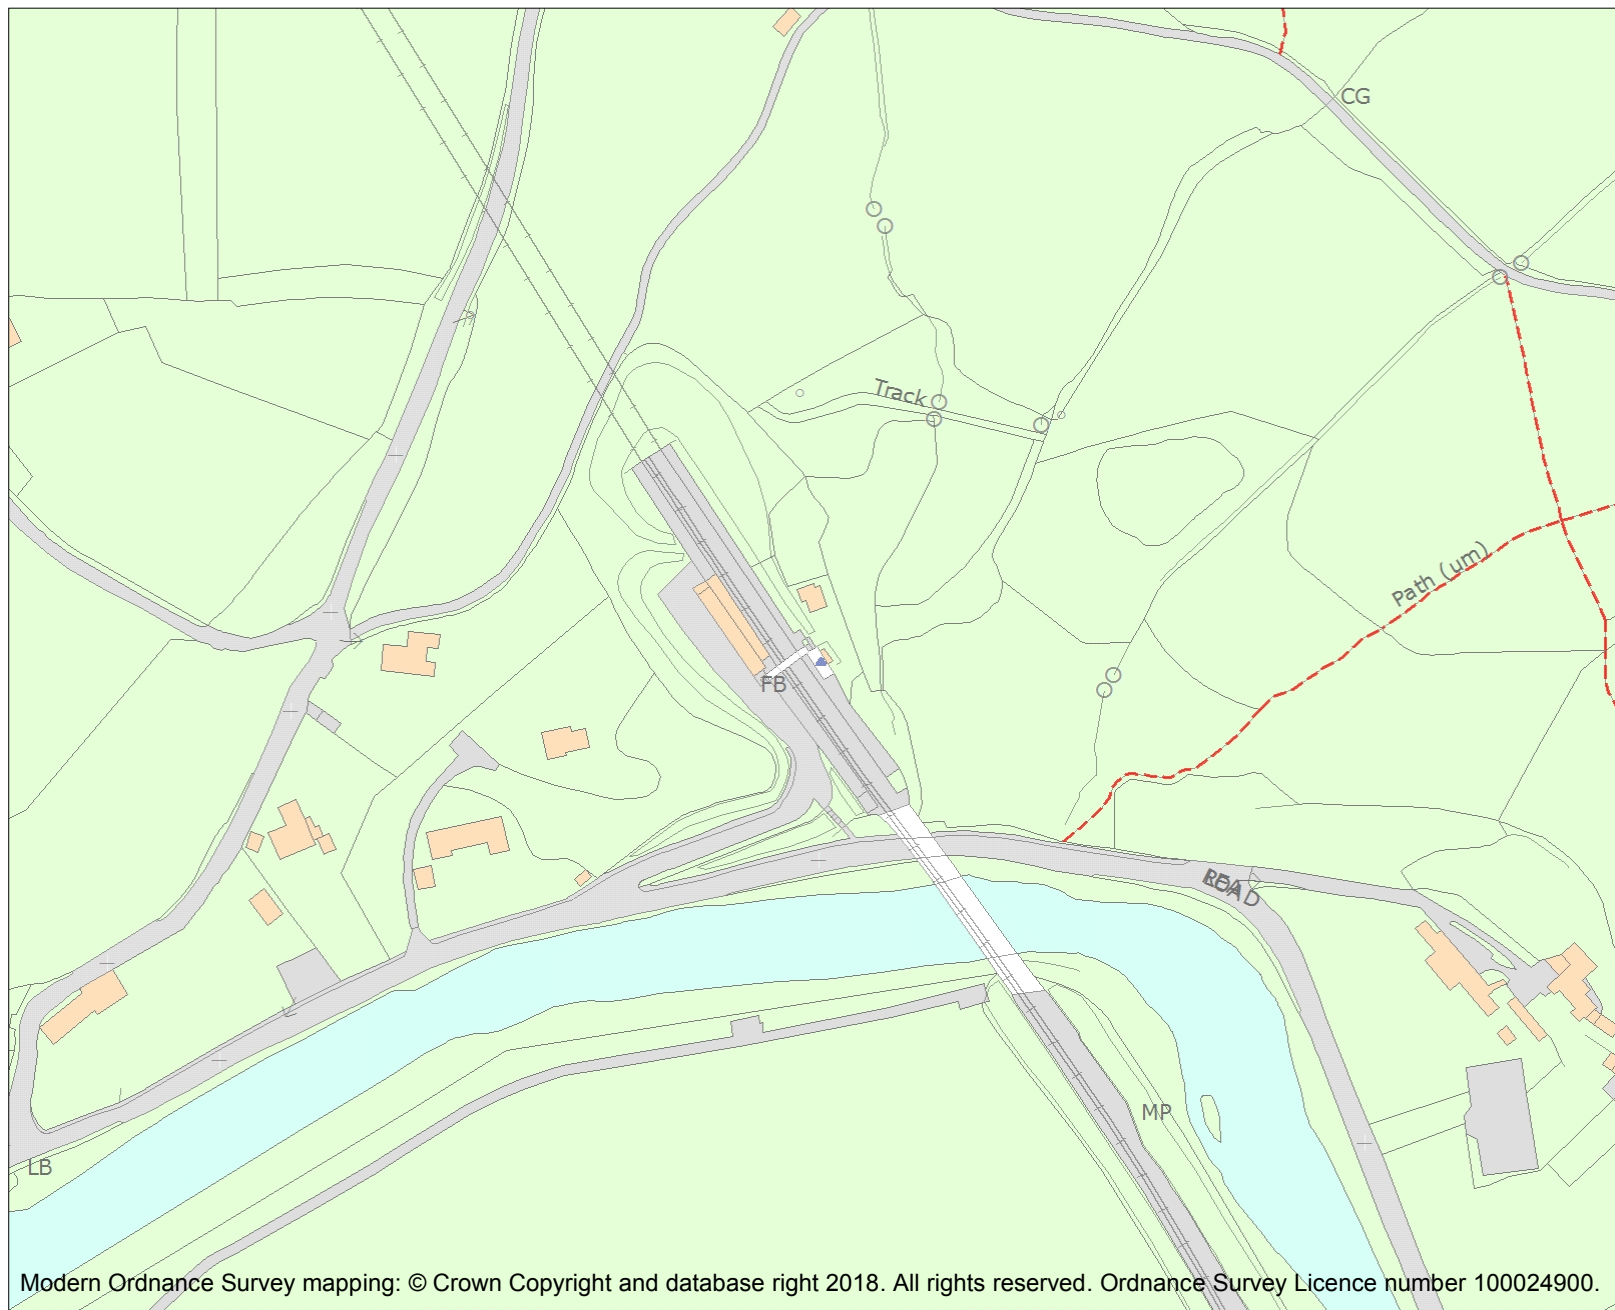 CG
Track
Path (um)
FB
ROAD
MP
LB
Modern Ordnance Survey mapping: © Crown Copyright and database right 2018. All rights reserved. Ordnance Survey Licence number 100024900.